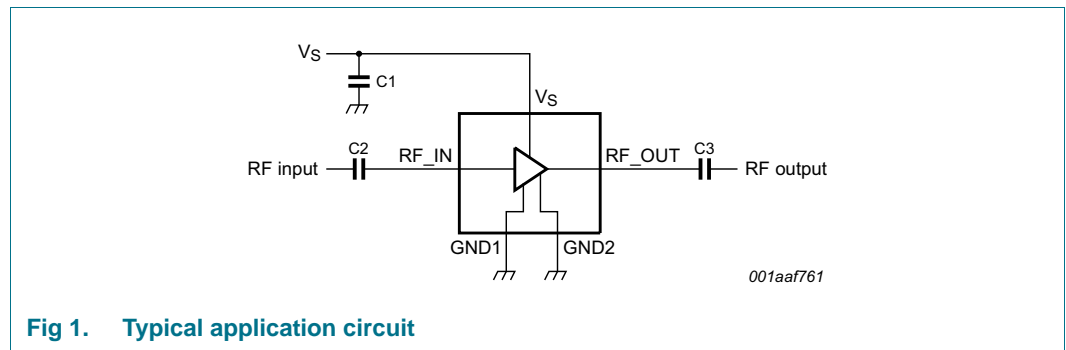 VS
C1
VS
C2
RF_IN
RF_OUT
C3
RF input
RF output
GND1
GND2
001aaf761
Fig 1. Typical application circuit